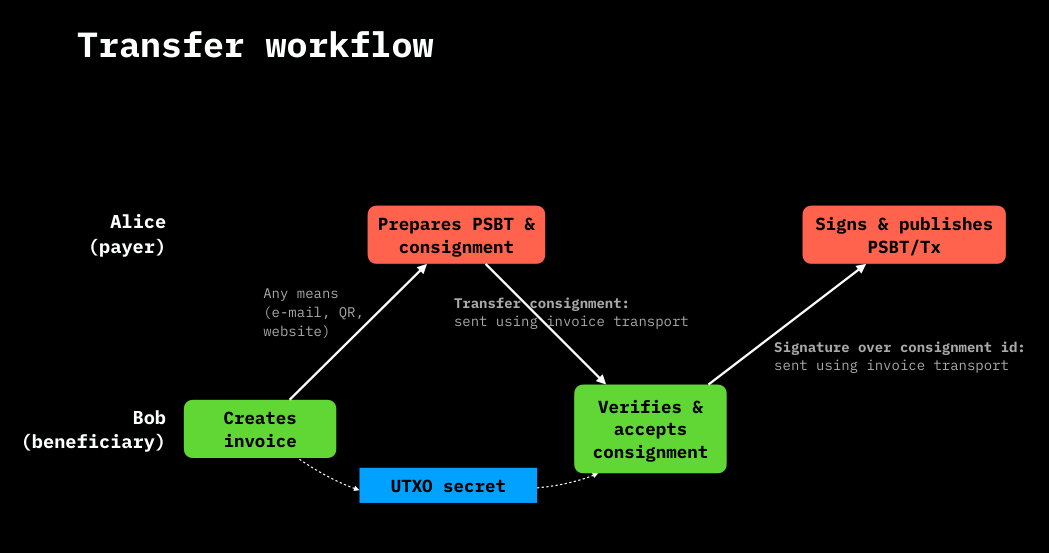 Transfer workflow
Alice
(payer)
Prepares PSBT &
consignment
Signs & publishes
PSBT/Tx
Any means
(e-mail, QR,
website)
Transfer consignment:
sent using invoice transport
Signature over consignment id:
sent using invoice transport
Bob
(beneficiary)
Creates
invoice
Verifies &
accepts
consignment
UTXO secret